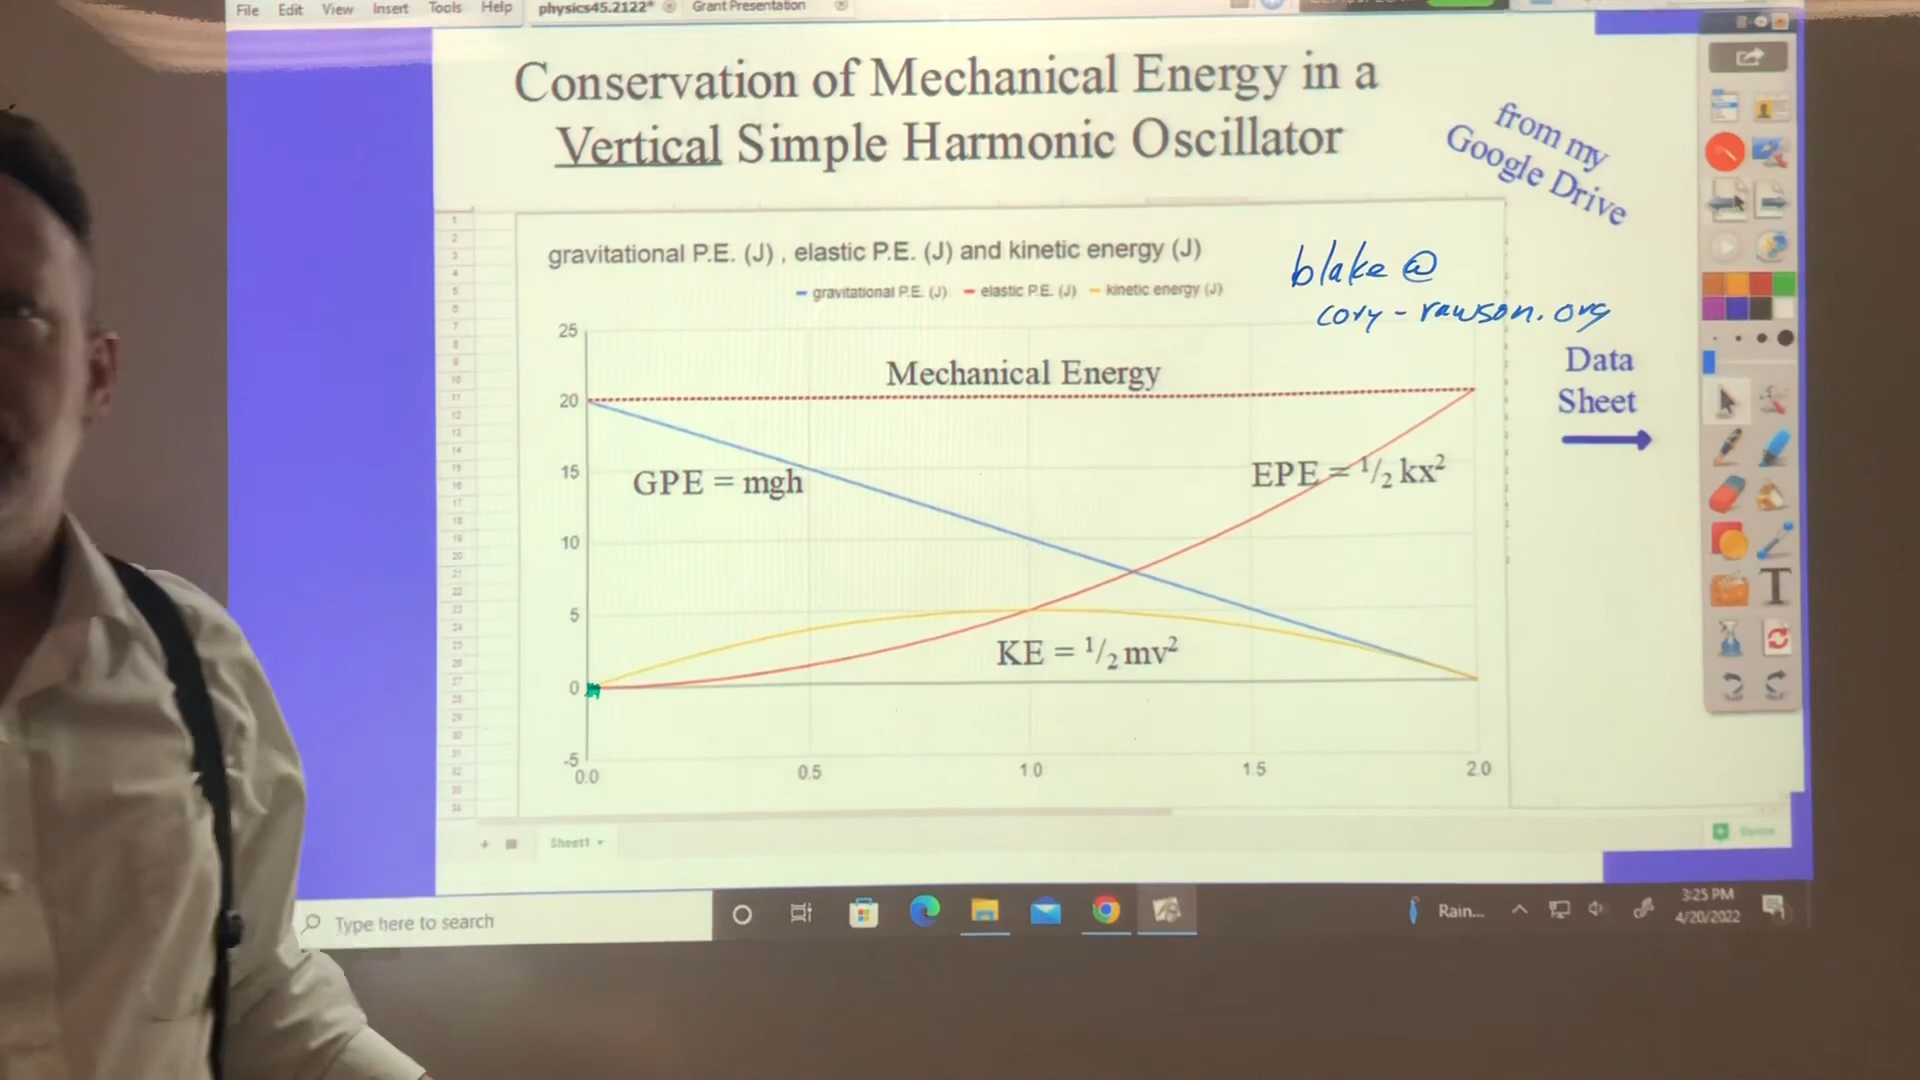 File Edit View Insert Tools Help physics45.2122* Grant Presentation
Conservation of Mechanical Energy in a
Vertical Simple Harmonic Oscillator
from my
Google Drive
gravitational P.E. (J) , elastic P.E. (J) and kinetic energy (J)
gravitational P.E. (J) elastic P.E. (J) kinetic energy (J)
blake @
cory-rawson.org
Data
Sheet
25
Mechanical Energy
20
15
GPE = mgh
EPE = 1/2 kx²
10
5
KE = 1/2 mv²
0
-5
0.0 0.5 1.0 1.5 2.0
Sheet1
Type here to search
Rain...
3:25 PM
4/20/2022